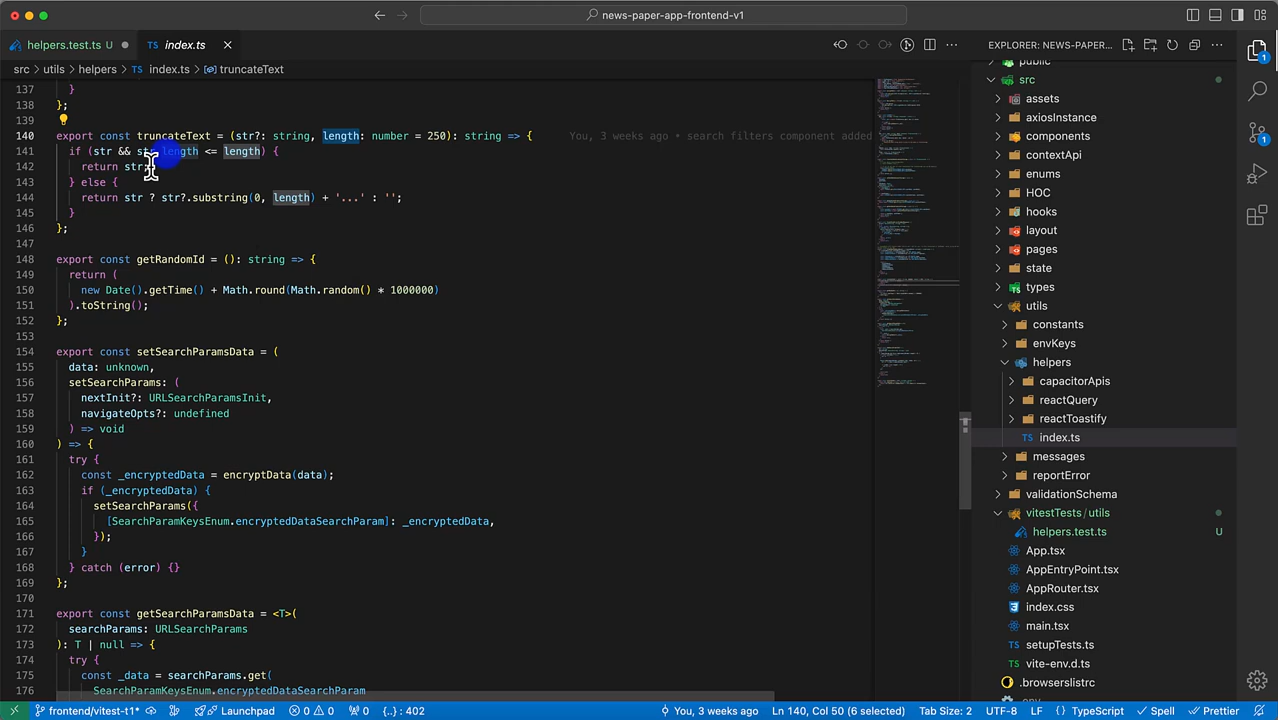 news-paper-app-frontend-v1
helpers.test.ts U
TS index.ts
EXPLORER: NEWS-PAPER...
src > utils > helpers > TS index.ts > truncateText
137 }
138 };
139
140 export const truncateText = (str?: string, length: number = 250): string => { You, 3 weeks ago • search filters component added
141 if (str && str.length <= length) {
142 return str;
143 } else {
144 return str ? str?.substring(0, length) + '...' : '';
145 }
146 };
147
148 export const getRandomId = (): string => {
149 return (
150 new Date().getTime() + Math.round(Math.random() * 1000000)
151 ).toString();
152 };
153
154 export const setSearchParamsData = (
155 data: unknown,
156 setSearchParams: (
157 nextInit?: URLSearchParamsInit,
158 navigateOpts?: undefined
159 ) => void
160 ) => {
161 try {
162 const _encryptedData = encryptData(data);
163 if (_encryptedData) {
164 setSearchParams({
165 [SearchParamKeysEnum.encryptedDataSearchParam]: _encryptedData,
166 });
167 }
168 } catch (error) {}
169 };
170
171 export const getSearchParamsData = <T>(
172 searchParams: URLSearchParams
173 ): T | null => {
174 try {
175 const _data = searchParams.get(
176 SearchParamKeysEnum.encryptedDataSearchParam
public
src
assets
axiosInstance
components
contextApi
enums
HOC
hooks
layout
pages
state
types
utils
constants
envKeys
helpers
capacitorApis
reactQuery
reactToastify
TS index.ts
messages
reportError
validationSchema
vitestTests / utils
helpers.test.ts U
App.tsx
AppEntryPoint.tsx
AppRouter.tsx
index.css
main.tsx
setupTests.ts
vite-env.d.ts
.browserslistrc
1
1
frontend/vitest-t1* Launchpad 0 0 0 {..} : 402 You, 3 weeks ago Ln 140, Col 50 (6 selected) Tab Size: 2 UTF-8 LF {} TypeScript Spell Prettier